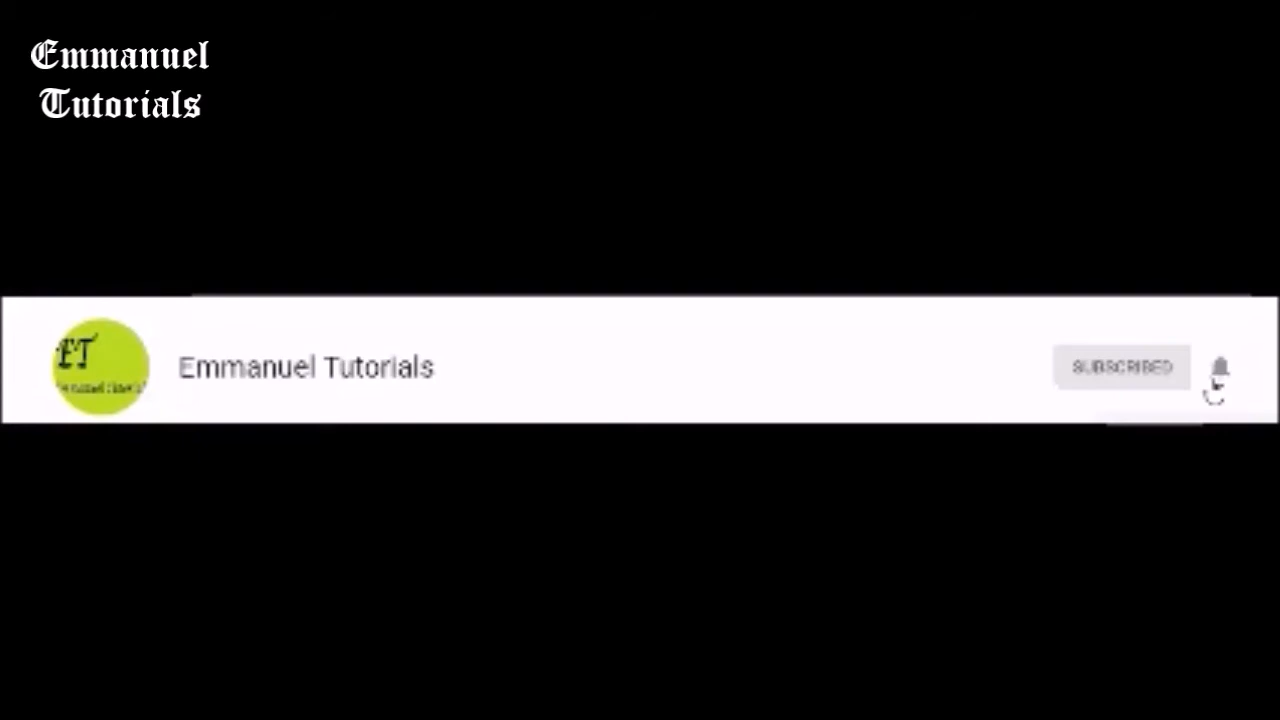 Emmanuel
Tutorials
ET
Emmanuel Tutorials
SUBSCRIBED